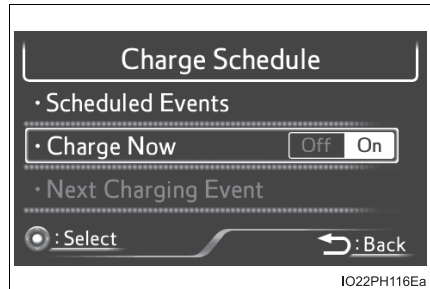 Charge Schedule
· Scheduled Events
· Charge Now Off On
· Next Charging Event
: Select : Back
IO22PH116Ea